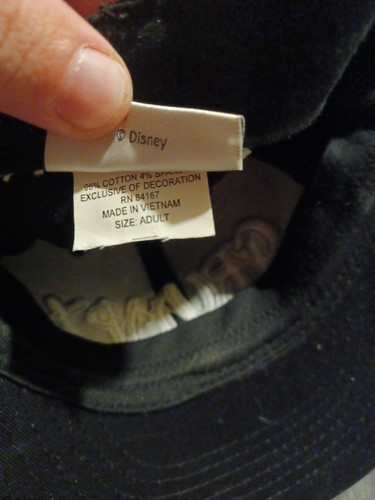 © Disney
COTTON 4%
EXCLUSIVE OF DECORATION
RN 84167
MADE IN VIETNAM
SIZE: ADULT